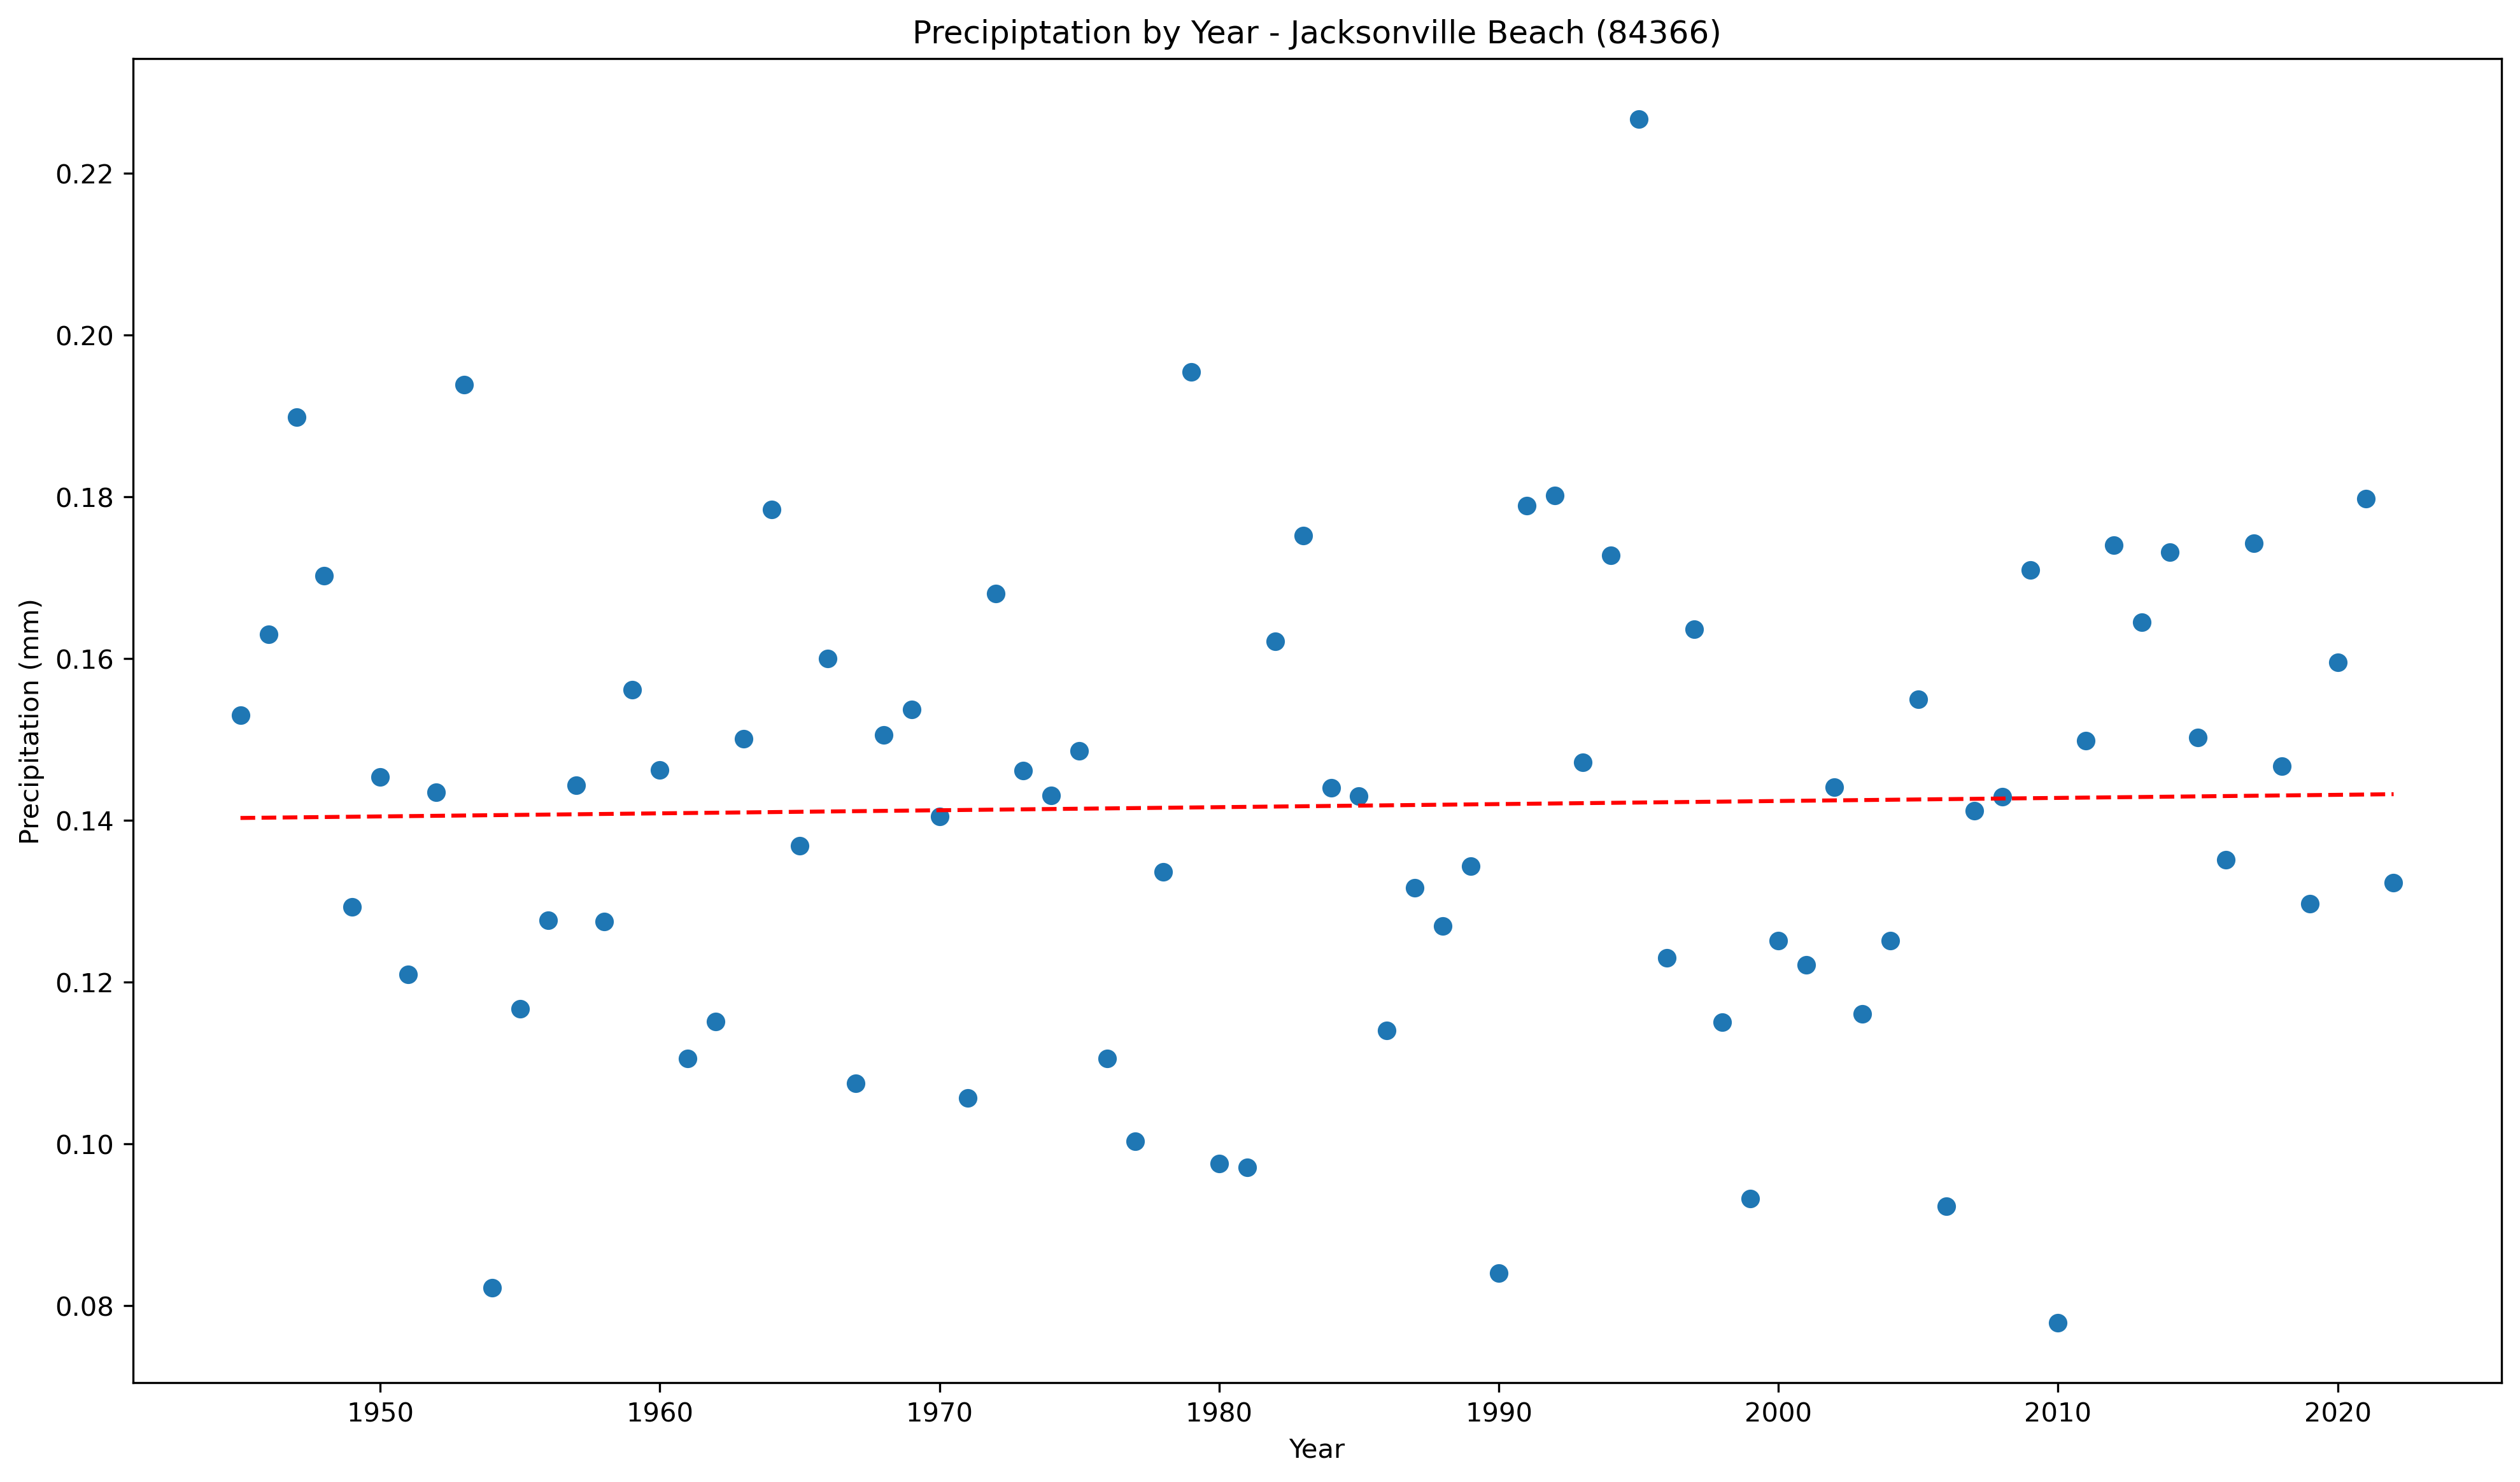 Precipiptation by Year - Jacksonville Beach (84366)
Precipitation (mm)
0.22
0.20
0.18
0.16
0.14
0.12
0.10
0.08
1950 1960 1970 1980 1990 2000 2010 2020
Year